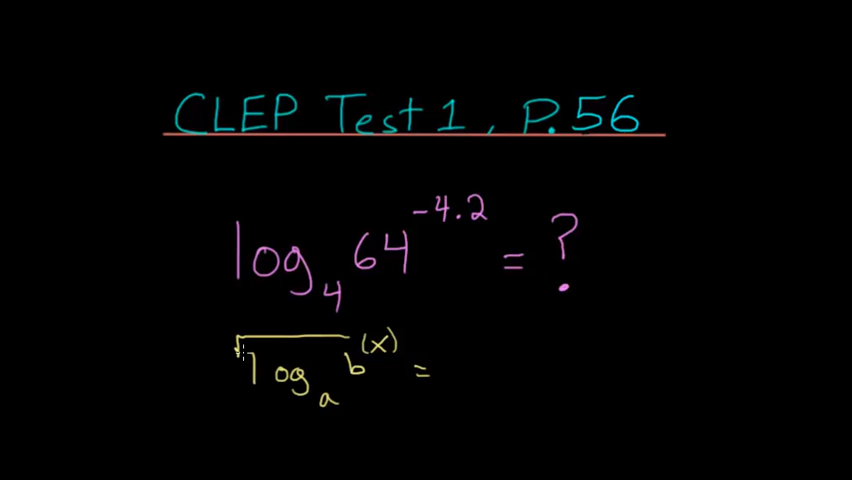 CLEP Test 1, P.56
log₄ 64^(-4.2) = ?
logₐ b^(x) =